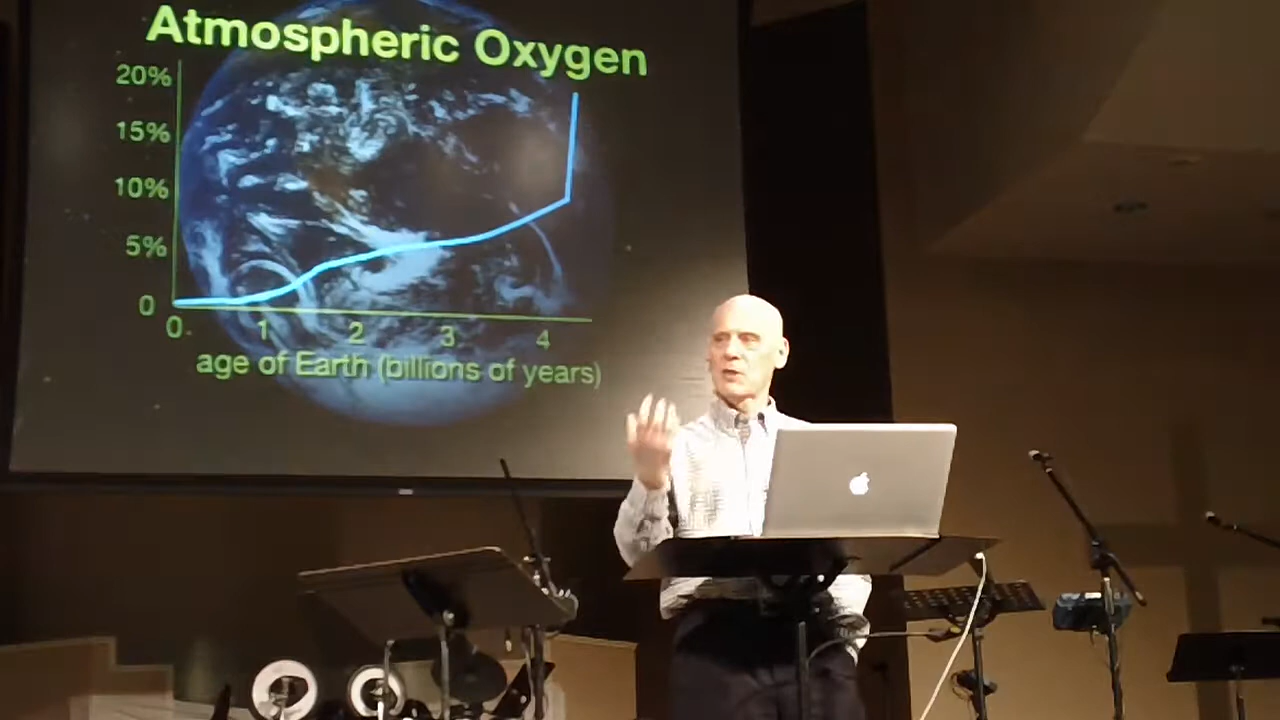 Atmospheric Oxygen
20%
15%
10%
5%
0
0 1 2 3 4
age of Earth (billions of years)